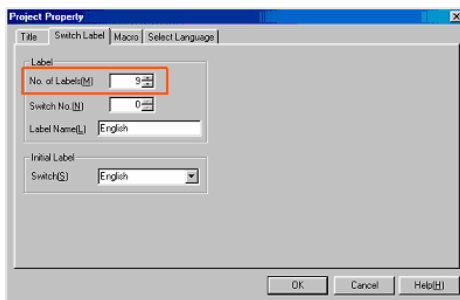 Project Property
Title Switch Label Macro Select Language
Label
No. of Labels(M) 9
Switch No.(N) 0
Label Name(L) English
Initial Label
Switch(S) English
OK Cancel Help(H)